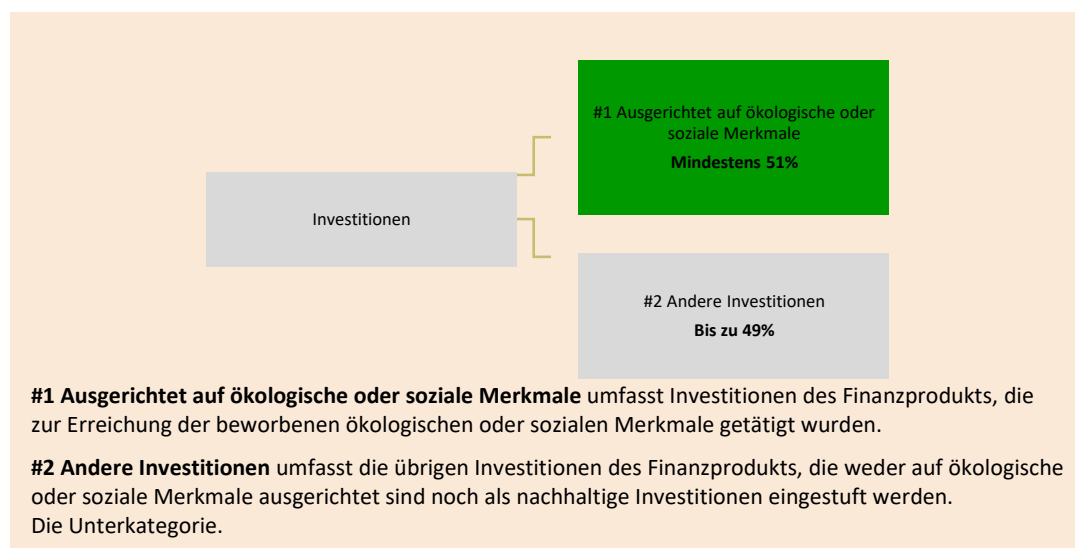 #1 Ausgerichtet auf ökologische oder
soziale Merkmale
Mindestens 51%
Investitionen
#2 Andere Investitionen
Bis zu 49%
#1 Ausgerichtet auf ökologische oder soziale Merkmale umfasst Investitionen des Finanzprodukts, die
zur Erreichung der beworbenen ökologischen oder sozialen Merkmale getätigt wurden.
#2 Andere Investitionen umfasst die übrigen Investitionen des Finanzprodukts, die weder auf ökologische
oder soziale Merkmale ausgerichtet sind noch als nachhaltige Investitionen eingestuft werden.
Die Unterkategorie.